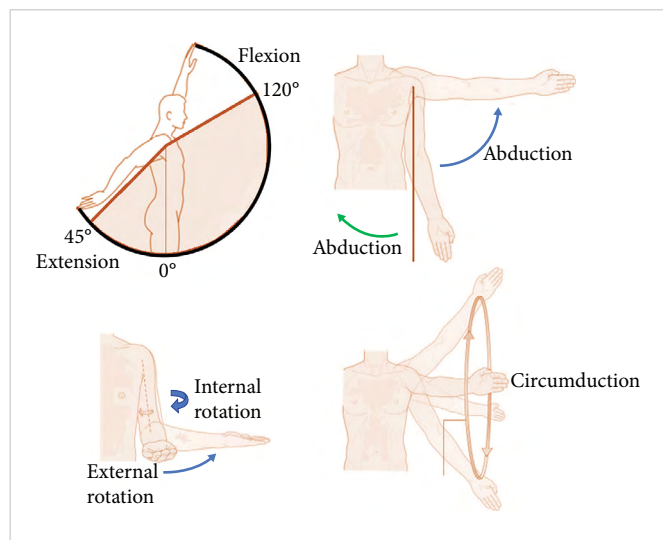 Flexion
120°
45°
Extension
0°
Abduction
Abduction
Internal
rotation
External
rotation
Circumduction